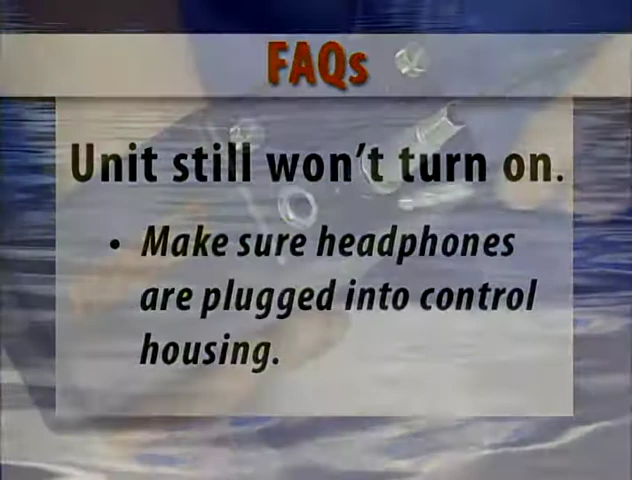 FAQs
Unit still won't turn on.
• Make sure headphones
are plugged into control
housing.